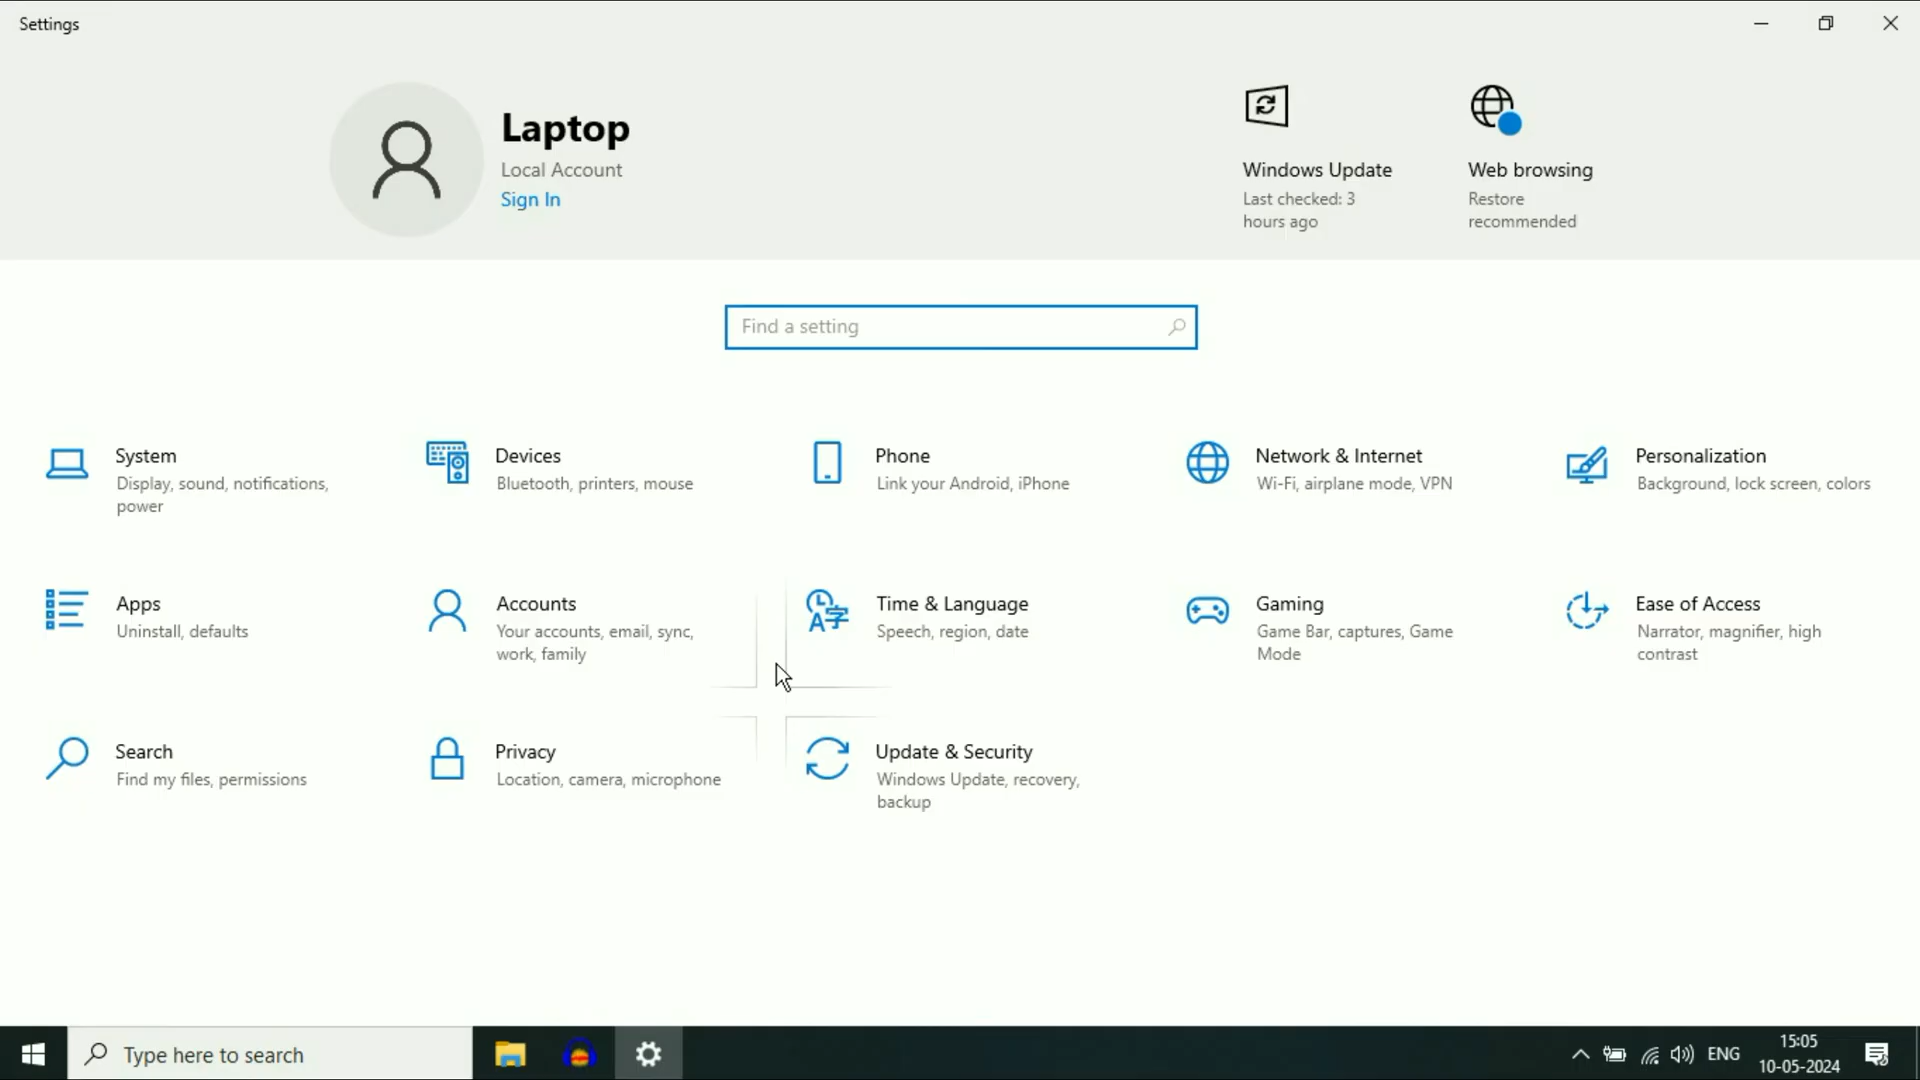 Settings
Laptop
Local Account
Sign In
Windows Update
Last checked: 3
hours ago
Web browsing
Restore
recommended
Find a setting
System
Display, sound, notifications,
power
Devices
Bluetooth, printers, mouse
Phone
Link your Android, iPhone
Network & Internet
Wi-Fi, airplane mode, VPN
Personalization
Background, lock screen, colors
Apps
Uninstall, defaults
Accounts
Your accounts, email, sync,
work, family
Time & Language
Speech, region, date
Gaming
Game Bar, captures, Game
Mode
Ease of Access
Narrator, magnifier, high
contrast
Search
Find my files, permissions
Privacy
Location, camera, microphone
Update & Security
Windows Update, recovery,
backup
Type here to search
ENG
15:05
10-05-2024